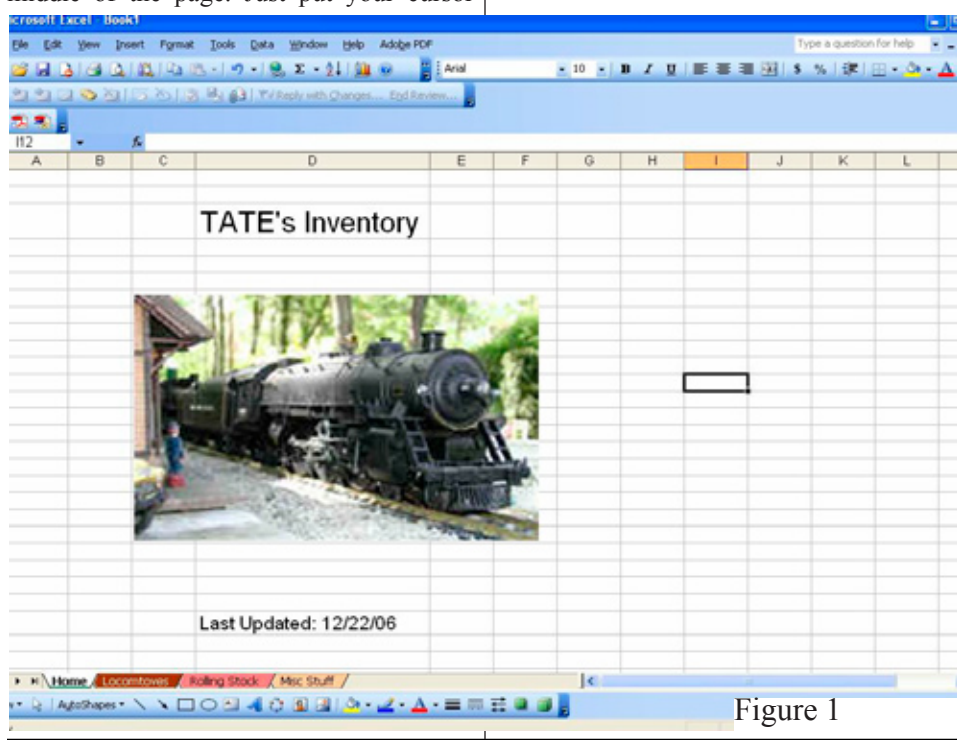 middle of the page. Just put your cursor
icrosoft Excel - Book1
File Edit View Insert Format Tools Data Window Help Adobe PDF Type a question for help
Arial 10 B I U $ %
Reply with Changes... End Review...
I12 fx
A B C D E F G H I J K L
TATE's Inventory
Last Updated: 12/22/06
Home Locomtoves Rolling Stock Misc Stuff
AutoShapes
Figure 1